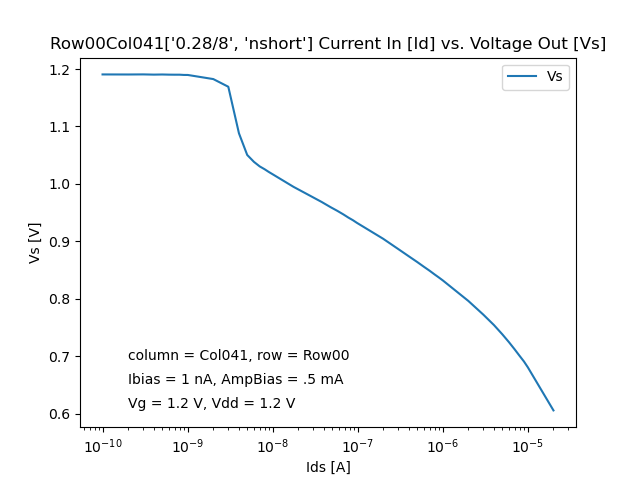 Row00Col041['0.28/8', 'nshort'] Current In [Id] vs. Voltage Out [Vs]
Vs
1.2
1.1
1.0
0.9
0.8
0.7
0.6
Vs [V]
column = Col041, row = Row00
Ibias = 1 nA, AmpBias = .5 mA
Vg = 1.2 V, Vdd = 1.2 V
10⁻¹⁰ 10⁻⁹ 10⁻⁸ 10⁻⁷ 10⁻⁶ 10⁻⁵
Ids [A]